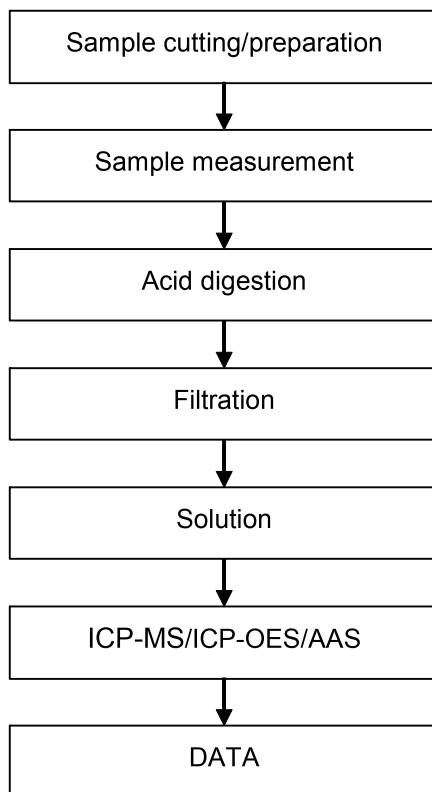 Sample cutting/preparation
Sample measurement
Acid digestion
Filtration
Solution
ICP-MS/ICP-OES/AAS
DATA